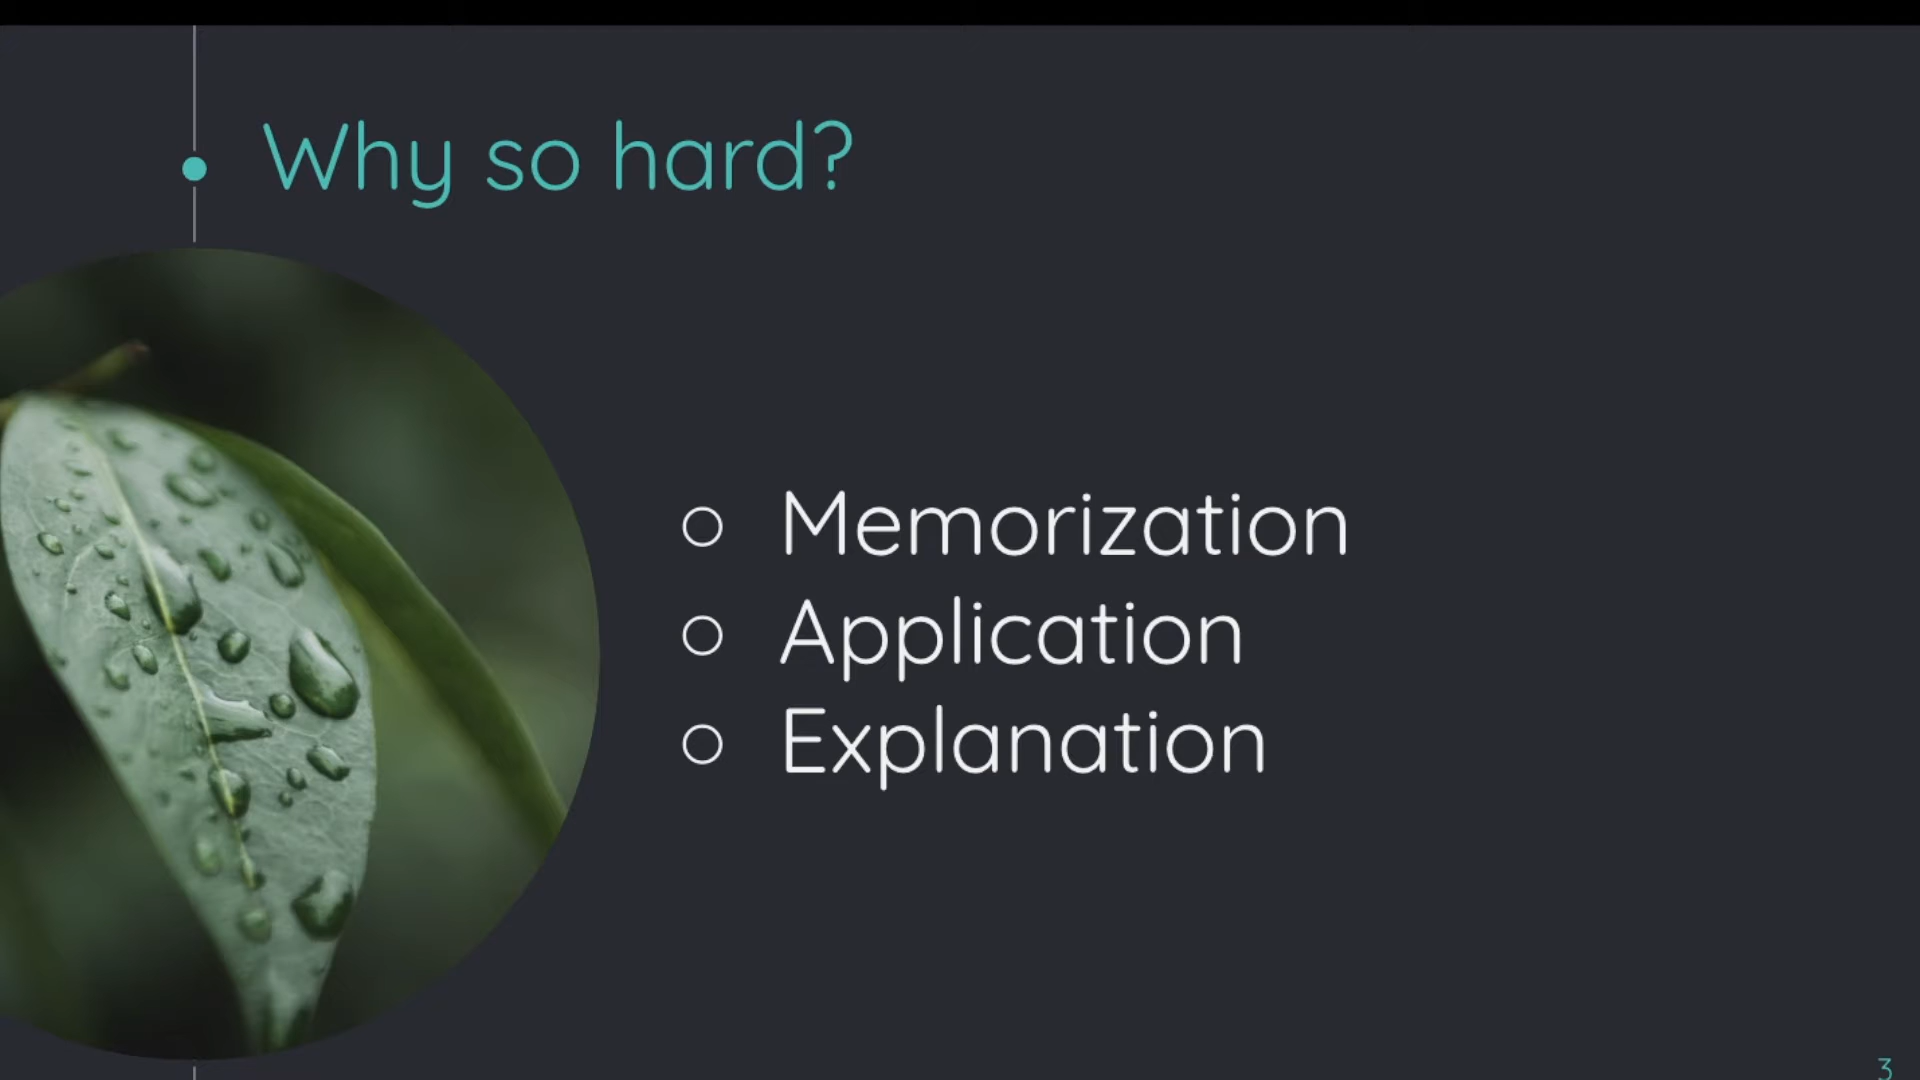 Why so hard?
Memorization
Application
Explanation
3